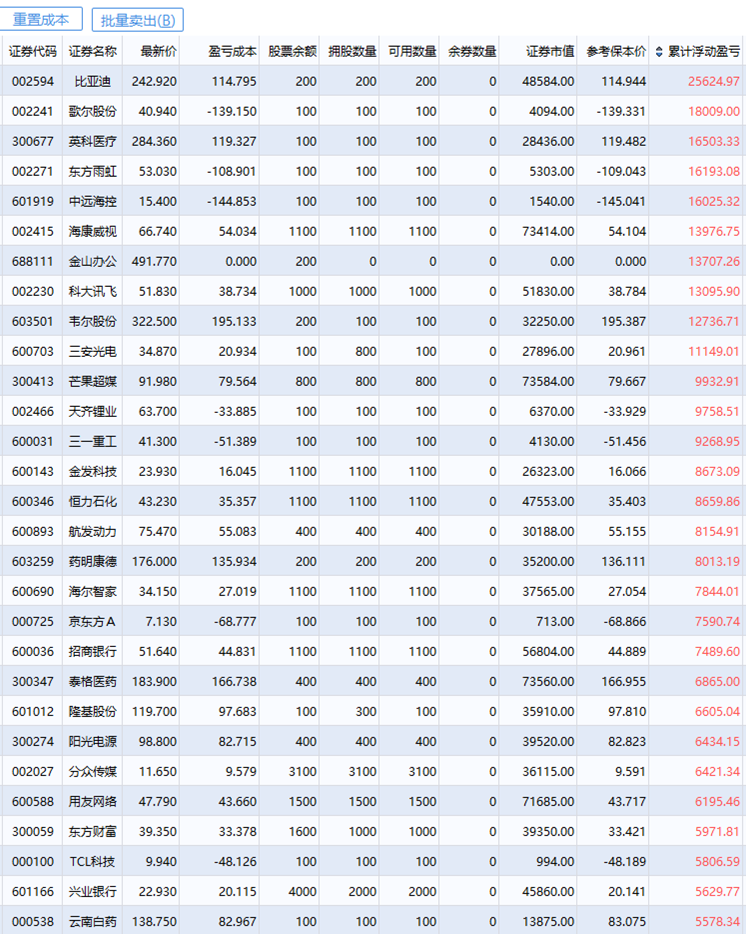 重置成本 批量卖出(B)
证券代码 证券名称 最新价 盈亏成本 股票余额 拥股数量 可用数量 余券数量 证券市值 参考保本价 累计浮动盈亏
002594 比亚迪 242.920 114.795 200 200 200 0 48584.00 114.944 25624.97
002241 歌尔股份 40.940 -139.150 100 100 100 0 4094.00 -139.331 18009.00
300677 英科医疗 284.360 119.327 100 100 100 0 28436.00 119.482 16503.33
002271 东方雨虹 53.030 -108.901 100 100 100 0 5303.00 -109.043 16193.08
601919 中远海控 15.400 -144.853 100 100 100 0 1540.00 -145.041 16025.32
002415 海康威视 66.740 54.034 1100 1100 1100 0 73414.00 54.104 13976.75
688111 金山办公 491.770 0.000 200 0 0 0 0.00 0.000 13707.26
002230 科大讯飞 51.830 38.734 1000 1000 1000 0 51830.00 38.784 13095.90
603501 韦尔股份 322.500 195.133 200 100 100 0 32250.00 195.387 12736.71
600703 三安光电 34.870 20.934 100 800 100 0 27896.00 20.961 11149.01
300413 芒果超媒 91.980 79.564 800 800 800 0 73584.00 79.667 9932.91
002466 天齐锂业 63.700 -33.885 100 100 100 0 6370.00 -33.929 9758.51
600031 三一重工 41.300 -51.389 100 100 100 0 4130.00 -51.456 9268.95
600143 金发科技 23.930 16.045 1100 1100 1100 0 26323.00 16.066 8673.09
600346 恒力石化 43.230 35.357 1100 1100 1100 0 47553.00 35.403 8659.86
600893 航发动力 75.470 55.083 400 400 400 0 30188.00 55.155 8154.91
603259 药明康德 176.000 135.934 200 200 200 0 35200.00 136.111 8013.19
600690 海尔智家 34.150 27.019 1100 1100 1100 0 37565.00 27.054 7844.01
000725 京东方Ａ 7.130 -68.777 100 100 100 0 713.00 -68.866 7590.74
600036 招商银行 51.640 44.831 1100 1100 1100 0 56804.00 44.889 7489.60
300347 泰格医药 183.900 166.738 400 400 400 0 73560.00 166.955 6865.00
601012 隆基股份 119.700 97.683 100 300 100 0 35910.00 97.810 6605.04
300274 阳光电源 98.800 82.715 400 400 400 0 39520.00 82.823 6434.15
002027 分众传媒 11.650 9.579 3100 3100 3100 0 36115.00 9.591 6421.34
600588 用友网络 47.790 43.660 1500 1500 1500 0 71685.00 43.717 6195.46
300059 东方财富 39.350 33.378 1600 1000 1000 0 39350.00 33.421 5971.81
000100 TCL科技 9.940 -48.126 100 100 100 0 994.00 -48.189 5806.59
601166 兴业银行 22.930 20.115 4000 2000 2000 0 45860.00 20.141 5629.77
000538 云南白药 138.750 82.967 100 100 100 0 13875.00 83.075 5578.34